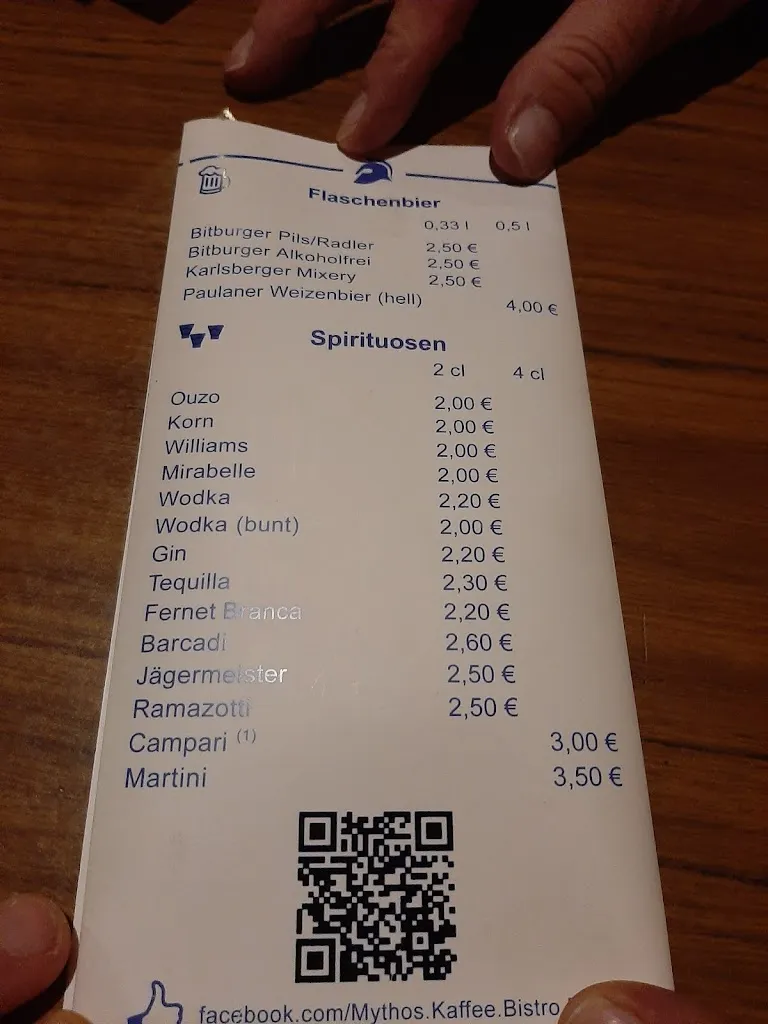 Flaschenbier
0,33 l 0,5 l
Bitburger Pils/Radler 2,50 €
Bitburger Alkoholfrei 2,50 €
Karlsberger Mixery 2,50 €
Paulaner Weizenbier (hell) 4,00 €
Spirituosen
2 cl 4 cl
Ouzo 2,00 €
Korn 2,00 €
Williams 2,00 €
Mirabelle 2,00 €
Wodka 2,20 €
Wodka (bunt) 2,00 €
Gin 2,20 €
Tequilla 2,30 €
Fernet Branca 2,20 €
Barcadi 2,60 €
Jägermeister 2,50 €
Ramazotti 2,50 €
Campari (1) 3,00 €
Martini 3,50 €
facebook.com/Mythos.Kaffee.Bistro